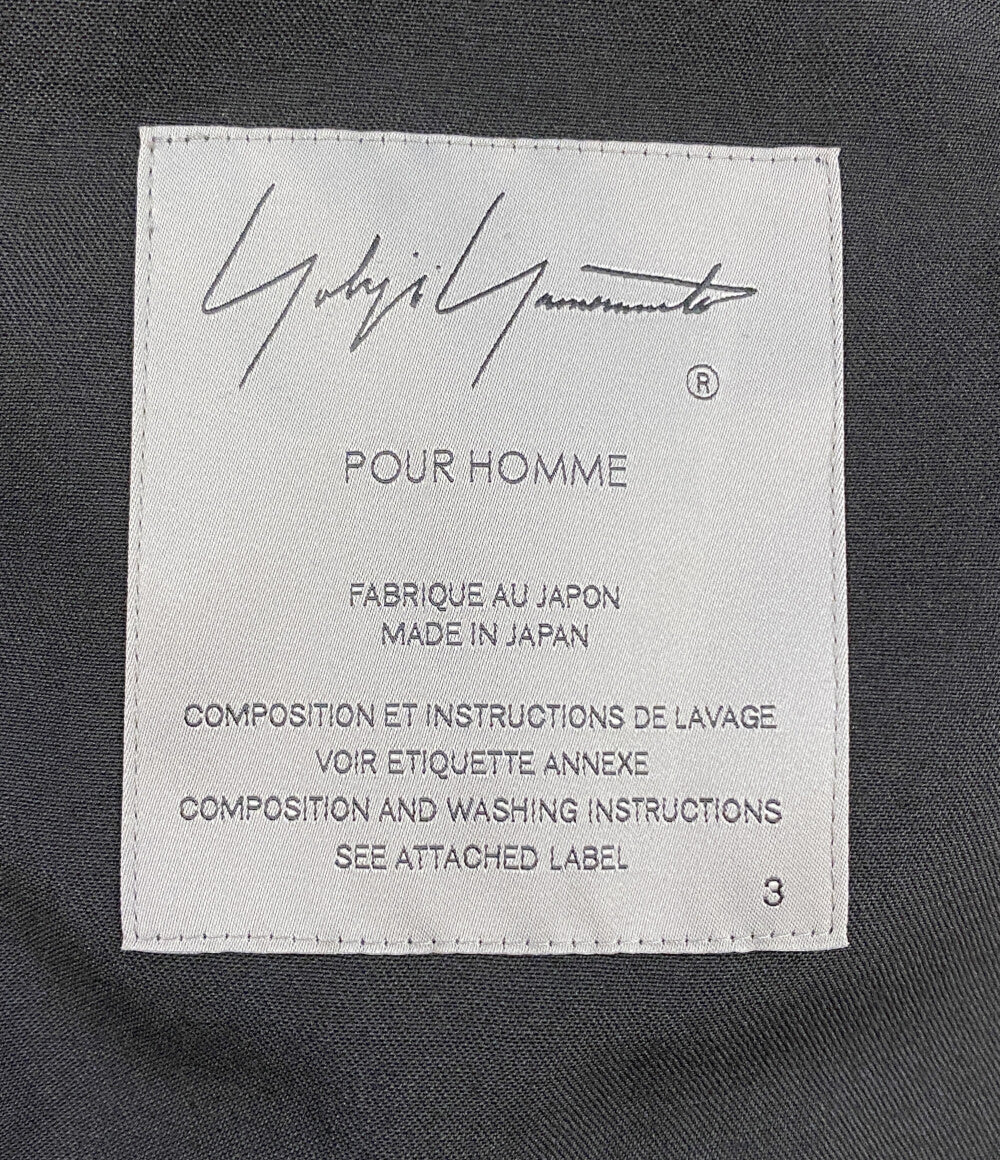 Yohji Yamamoto
®
POUR HOMME
FABRIQUE AU JAPON
MADE IN JAPAN
COMPOSITION ET INSTRUCTIONS DE LAVAGE
VOIR ETIQUETTE ANNEXE
COMPOSITION AND WASHING INSTRUCTIONS
SEE ATTACHED LABEL
3